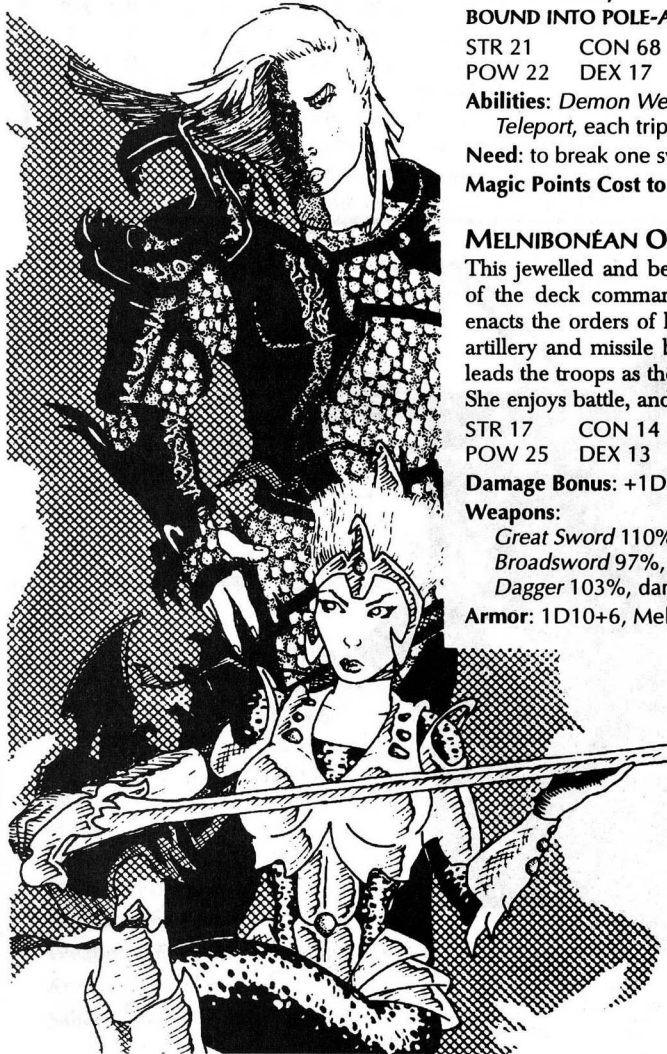 BOUND INTO POLE-A
STR 21 CON 68
POW 22 DEX 17
Abilities: Demon We
Teleport, each trip
Need: to break one s
Magic Points Cost to
MELNIBONÉAN O
This jewelled and be
of the deck comman
enacts the orders of
artillery and missile b
leads the troops as the
She enjoys battle, and
STR 17 CON 14
POW 25 DEX 13
Damage Bonus: +1D
Weapons:
Great Sword 110%
Broadsword 97%,
Dagger 103%, dar
Armor: 1D10+6, Mel